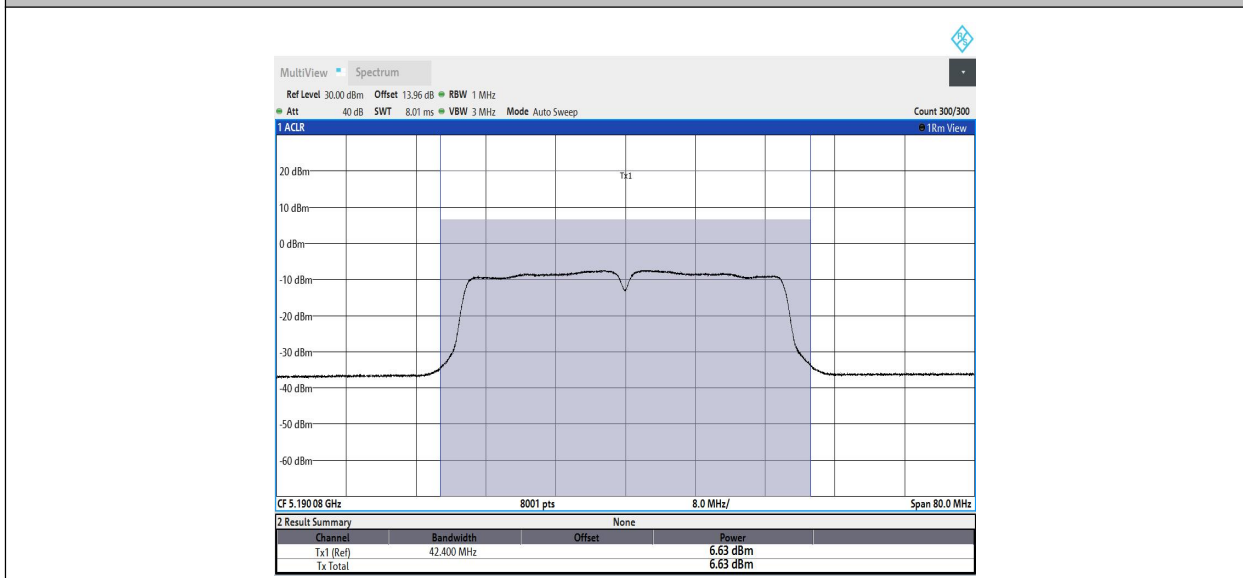 R S
MultiView Spectrum
Ref Level 30.00 dBm Offset 13.96 dB RBW 1 MHz
Att 40 dB SWT 8.01 ms VBW 3 MHz Mode Auto Sweep Count 300/300
1 ACLR 1Rm View
20 dBm
Tx1
10 dBm
0 dBm
-10 dBm
-20 dBm
-30 dBm
-40 dBm
-50 dBm
-60 dBm
CF 5.190 08 GHz 8001 pts 8.0 MHz/ Span 80.0 MHz
2 Result Summary None
Channel Bandwidth Offset Power
Tx1 (Ref) 42.400 MHz 6.63 dBm
Tx Total 6.63 dBm